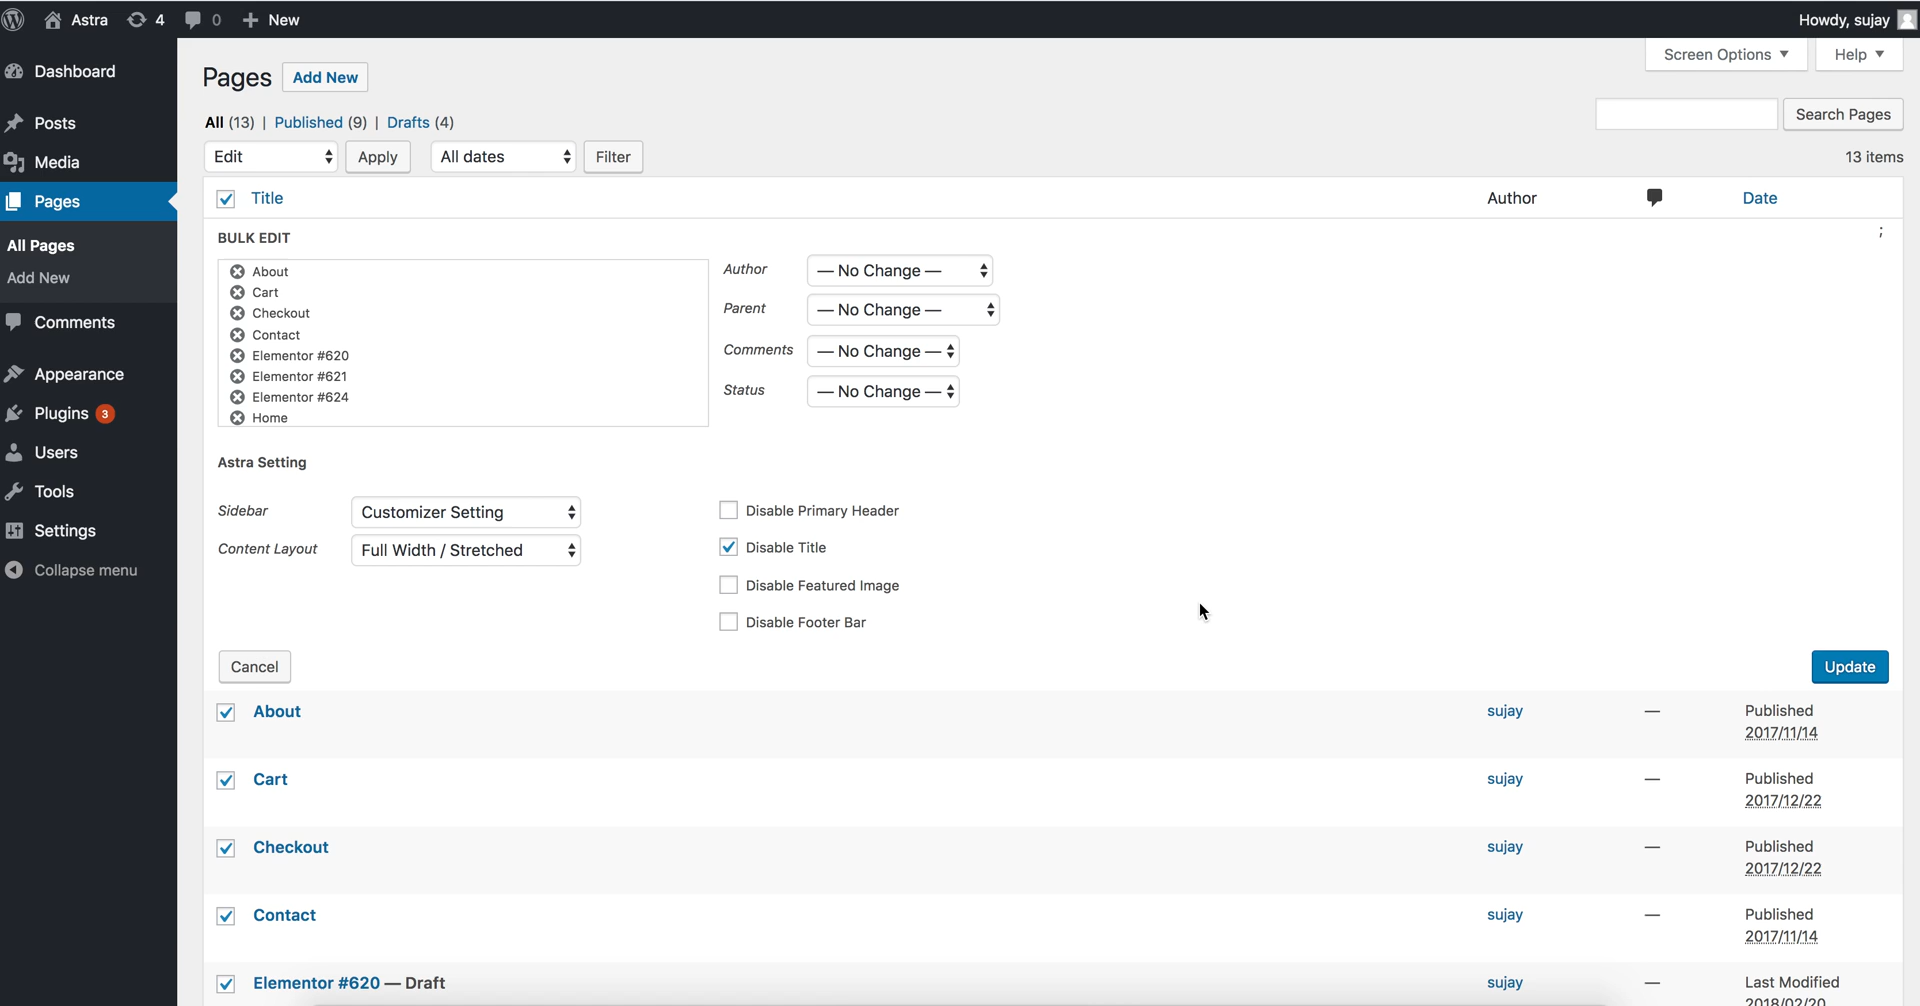 Astra 4 0 New Howdy, sujay
Screen Options Help
Dashboard
Posts
Media
Pages
All Pages
Add New
Comments
Appearance
Plugins 3
Users
Tools
Settings
Collapse menu
Pages Add New
All (13) | Published (9) | Drafts (4)
Search Pages
Edit Apply All dates Filter 13 items
Title Author Date
BULK EDIT ;
About
Cart
Checkout
Contact
Elementor #620
Elementor #621
Elementor #624
Home
Author — No Change —
Parent — No Change —
Comments — No Change —
Status — No Change —
Astra Setting
Sidebar Customizer Setting
Content Layout Full Width / Stretched
Disable Primary Header
Disable Title
Disable Featured Image
Disable Footer Bar
Cancel Update
About sujay — Published
2017/11/14
Cart sujay — Published
2017/12/22
Checkout sujay — Published
2017/12/22
Contact sujay — Published
2017/11/14
Elementor #620 — Draft sujay — Last Modified
2018/02/20